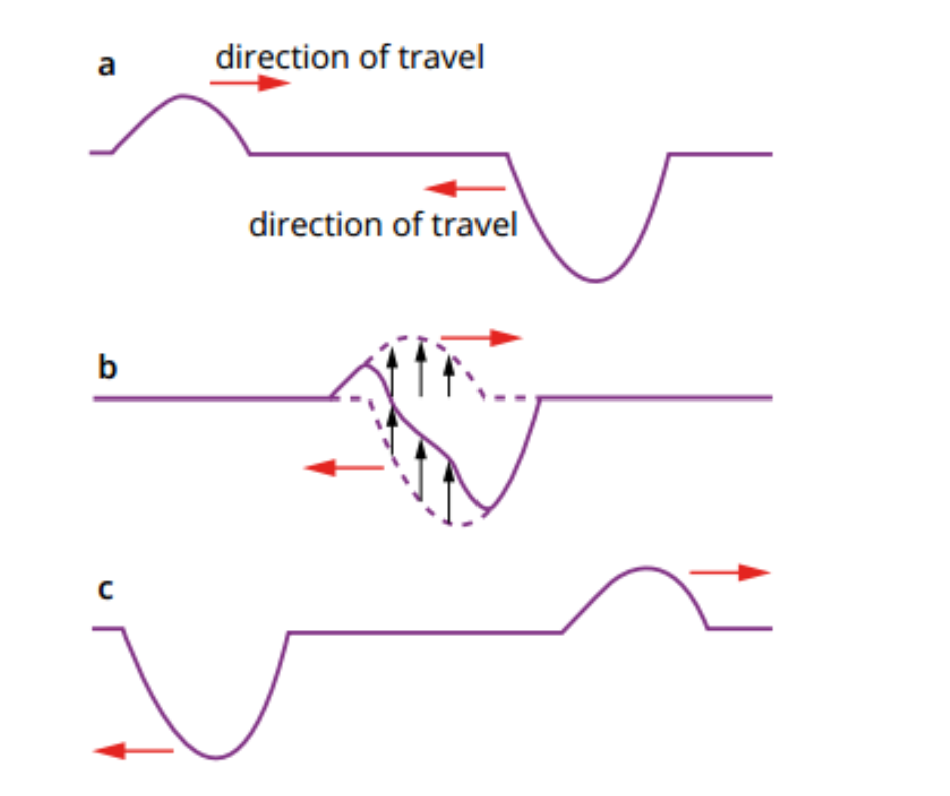 a
direction of travel
direction of travel
b
c